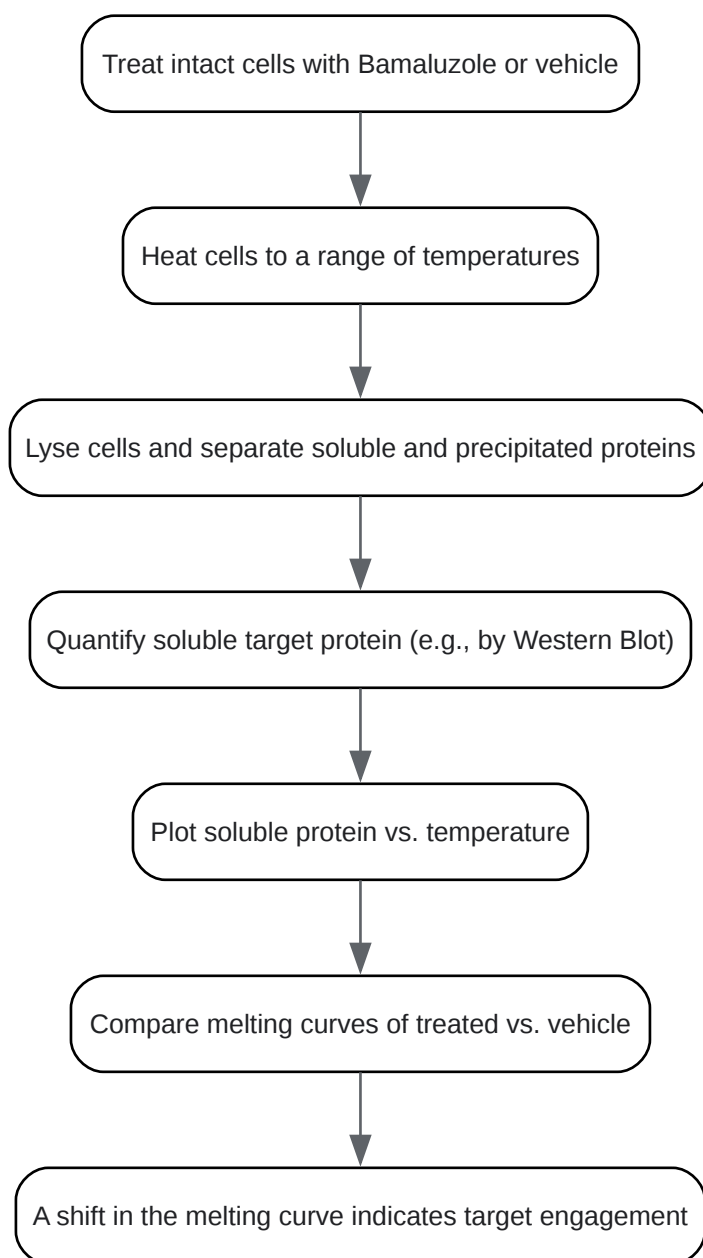 Treat intact cells with Bamaluzole or vehicle
Heat cells to a range of temperatures
Lyse cells and separate soluble and precipitated proteins
Quantify soluble target protein (e.g., by Western Blot)
Plot soluble protein vs. temperature
Compare melting curves of treated vs. vehicle
A shift in the melting curve indicates target engagement